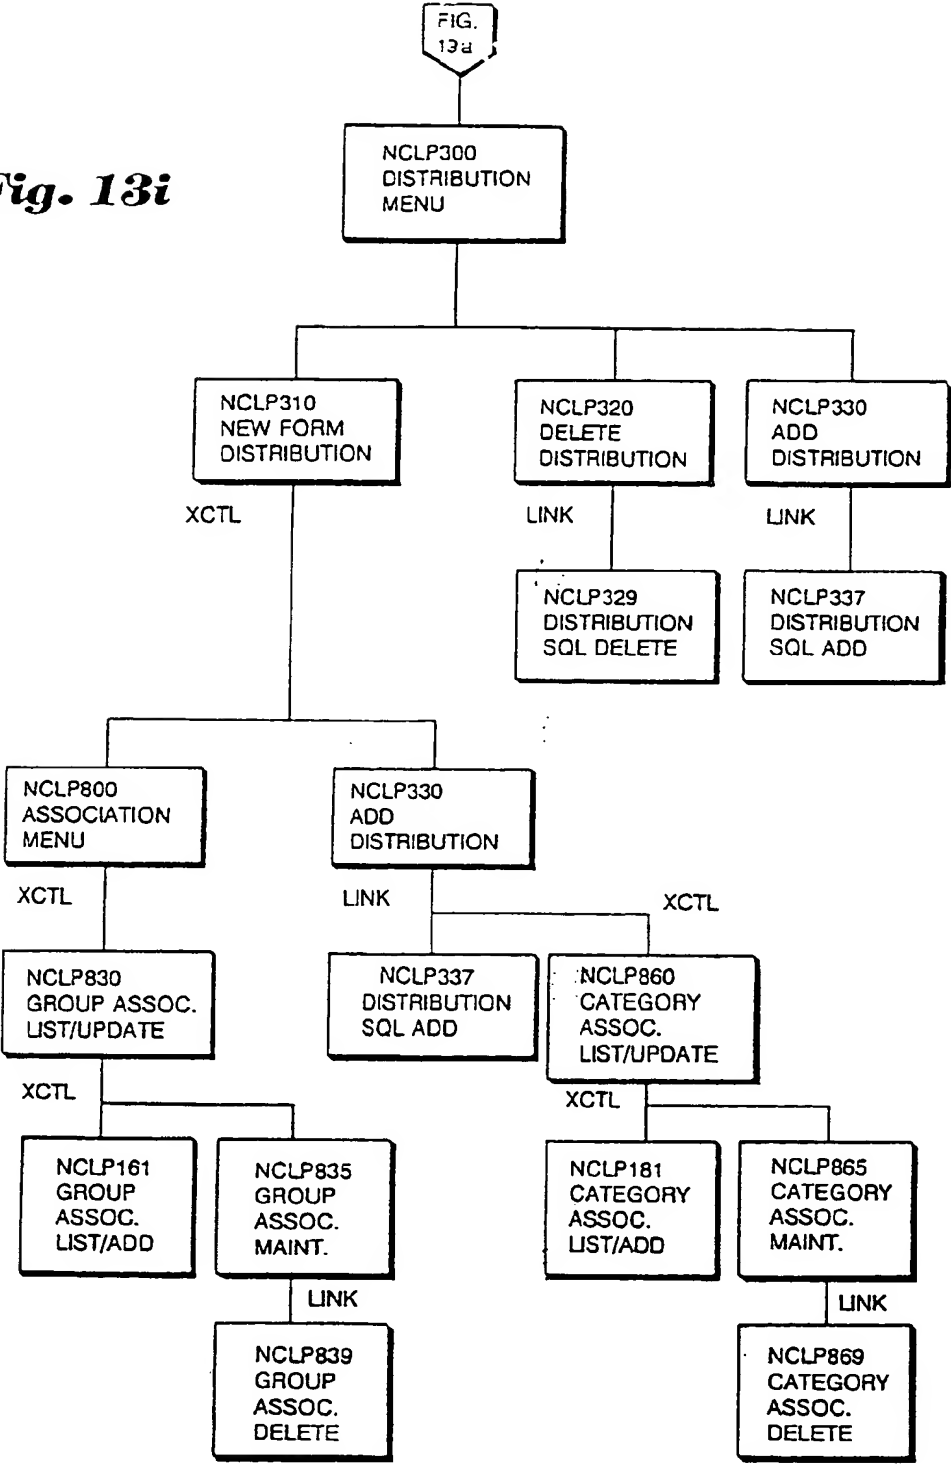 FIG.
13a
Fig. 13i
NCLP300
DISTRIBUTION
MENU
NCLP310
NEW FORM
DISTRIBUTION
NCLP320
DELETE
DISTRIBUTION
NCLP330
ADD
DISTRIBUTION
XCTL
LINK
LINK
NCLP329
DISTRIBUTION
SQL DELETE
NCLP337
DISTRIBUTION
SQL ADD
NCLP800
ASSOCIATION
MENU
NCLP330
ADD
DISTRIBUTION
XCTL
LINK
XCTL
NCLP830
GROUP ASSOC.
LIST/UPDATE
NCLP337
DISTRIBUTION
SQL ADD
NCLP860
CATEGORY
ASSOC.
LIST/UPDATE
XCTL
XCTL
NCLP161
GROUP
ASSOC.
LIST/ADD
NCLP835
GROUP
ASSOC.
MAINT.
NCLP181
CATEGORY
ASSOC.
LIST/ADD
NCLP865
CATEGORY
ASSOC.
MAINT.
LINK
LINK
NCLP839
GROUP
ASSOC.
DELETE
NCLP869
CATEGORY
ASSOC.
DELETE